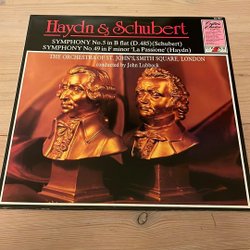 Haydn & Schubert
SYMPHONY No.5 in B flat (D.485) (Schubert)
SYMPHONY No.49 in F minor 'La Passione' (Haydn)
THE ORCHESTRA OF ST. JOHN'S, SMITH SQUARE, LONDON
conducted by John Lubbock